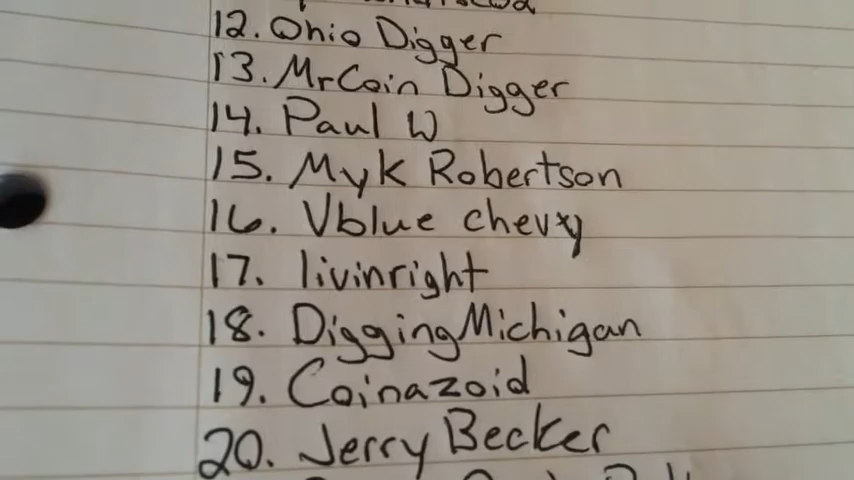 12. Ohio Digger
13. MrCoin Digger
14. Paul W
15. Myk Robertson
16. Vblue chevy
17. livinright
18. DiggingMichigan
19. Coinazoid
20. Jerry Becker